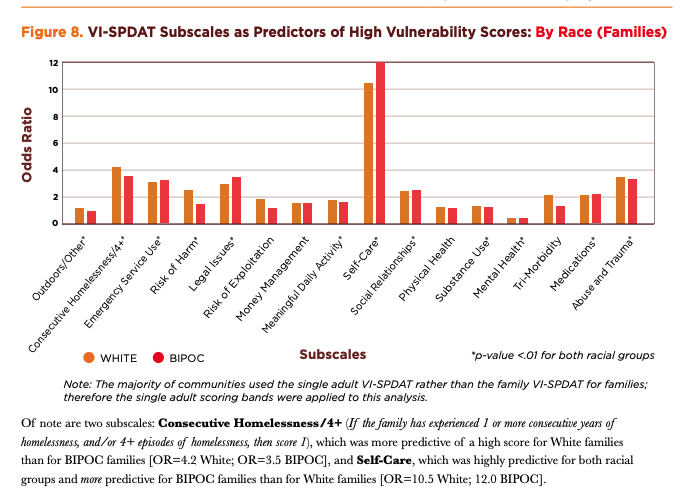 Figure 8. VI-SPDAT Subscales as Predictors of High Vulnerability Scores: By Race (Families)
Odds Ratio
12
10
8
6
4
2
0
Outdoors/Other*
Consecutive Homelessness/4+*
Emergency Service Use*
Risk of Harm*
Legal Issues*
Risk of Exploitation
Money Management
Meaningful Daily Activity*
Self-Care*
Social Relationships*
Physical Health
Substance Use*
Mental Health*
Tri-Morbidity
Medications*
Abuse and Trauma*
WHITE
BIPOC
Subscales
*p-value <.01 for both racial groups
Note: The majority of communities used the single adult VI-SPDAT rather than the family VI-SPDAT for families;
therefore the single adult scoring bands were applied to this analysis.
Of note are two subscales: Consecutive Homelessness/4+ (If the family has experienced 1 or more consecutive years of
homelessness, and/or 4+ episodes of homelessness, then score 1), which was more predictive of a high score for White families
than for BIPOC families [OR=4.2 White; OR=3.5 BIPOC], and Self-Care, which was highly predictive for both racial
groups and more predictive for BIPOC families than for White families [OR=10.5 White; 12.0 BIPOC].